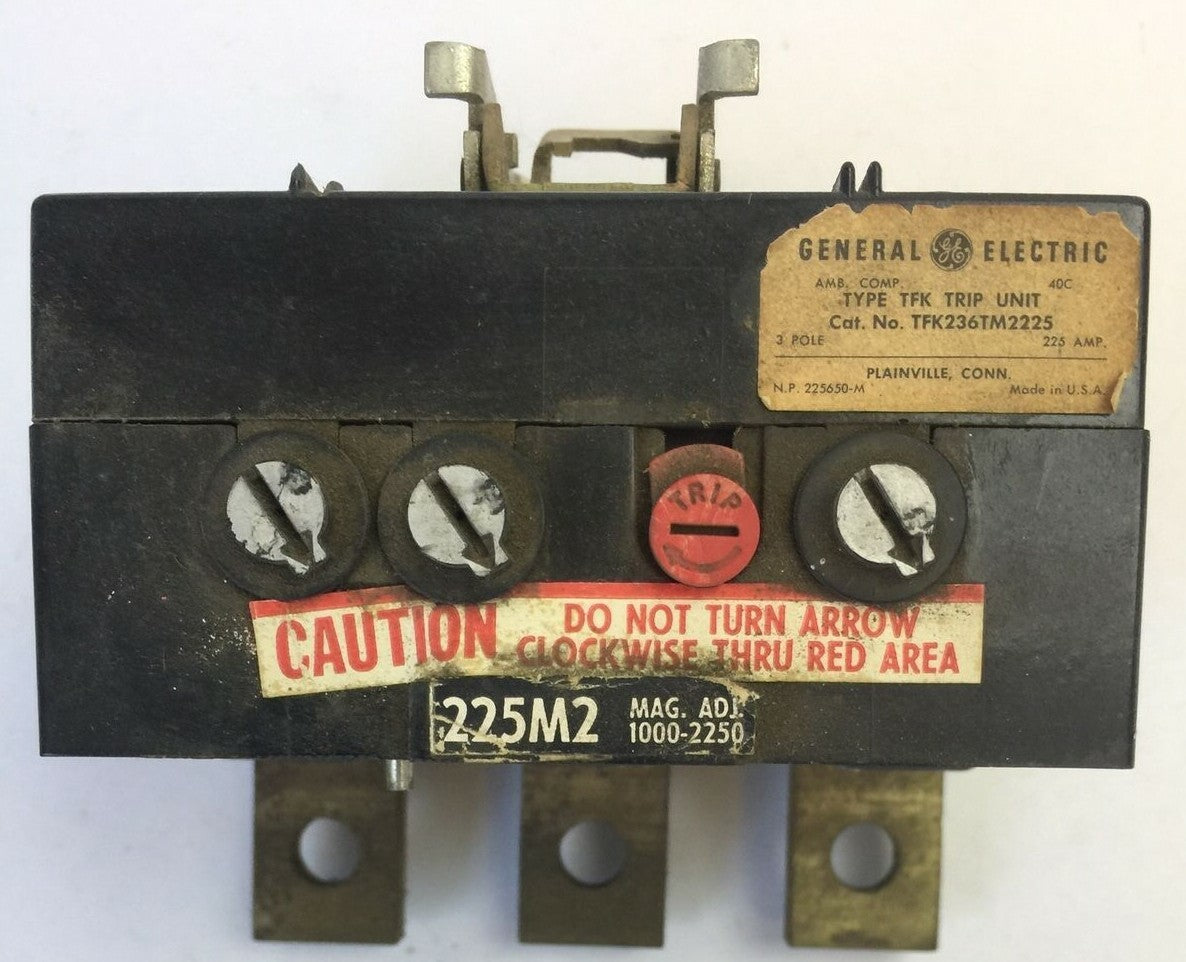 GENERAL GE ELECTRIC
AMB. COMP. 40C
TYPE TFK TRIP UNIT
Cat. No. TFK236TM2225
3 POLE 225 AMP.
PLAINVILLE, CONN.
N.P. 225650-M Made in U.S.A.
TRIP
CAUTION DO NOT TURN ARROW
CLOCKWISE THRU RED AREA
225M2 MAG. ADJ.
1000-2250